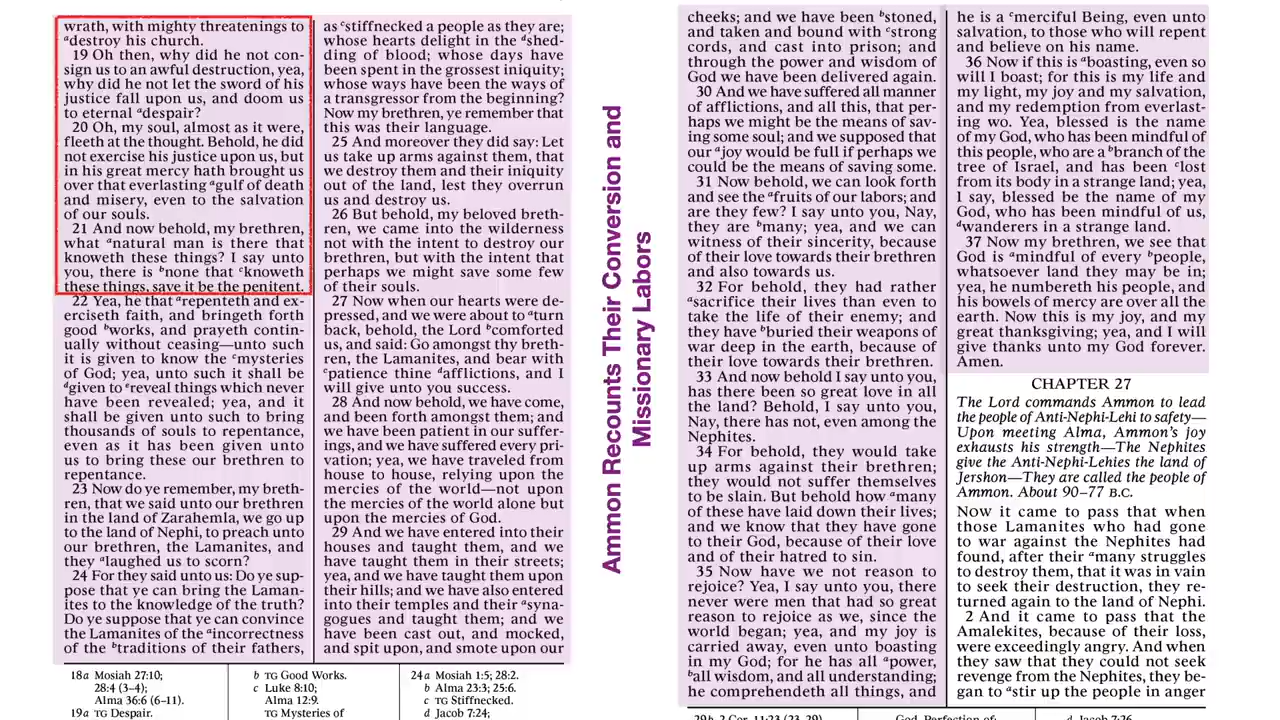 wrath, with mighty threatenings to
ᵃdestroy his church.
19 Oh then, why did he not con-
sign us to an awful destruction, yea,
why did he not let the sword of his
justice fall upon us, and doom us
to eternal ᵃdespair?
20 Oh, my soul, almost as it were,
fleeth at the thought. Behold, he did
not exercise his justice upon us, but
in his great mercy hath brought us
over that everlasting ᵃgulf of death
and misery, even to the salvation
of our souls.
21 And now behold, my brethren,
what ᵃnatural man is there that
knoweth these things? I say unto
you, there is ᵇnone that ᶜknoweth
these things, save it be the penitent.
22 Yea, he that ᵃrepenteth and ex-
erciseth faith, and bringeth forth
good ᵇworks, and prayeth contin-
ually without ceasing—unto such
it is given to know the ᶜmysteries
of God; yea, unto such it shall be
ᵈgiven to ᵉreveal things which never
have been revealed; yea, and it
shall be given unto such to bring
thousands of souls to repentance,
even as it has been given unto
us to bring these our brethren to
repentance.
23 Now do ye remember, my breth-
ren, that we said unto our brethren
in the land of Zarahemla, we go up
to the land of Nephi, to preach unto
our brethren, the Lamanites, and
they ᵃlaughed us to scorn?
24 For they said unto us: Do ye sup-
pose that ye can bring the Laman-
ites to the knowledge of the truth?
Do ye suppose that ye can convince
the Lamanites of the ᵃincorrectness
of the ᵇtraditions of their fathers,
as ᶜstiffnecked a people as they are;
whose hearts delight in the ᵈshed-
ding of blood; whose days have
been spent in the grossest iniquity;
whose ways have been the ways of
a transgressor from the beginning?
Now my brethren, ye remember that
this was their language.
25 And moreover they did say: Let
us take up arms against them, that
we destroy them and their iniquity
out of the land, lest they overrun
us and destroy us.
26 But behold, my beloved breth-
ren, we came into the wilderness
not with the intent to destroy our
brethren, but with the intent that
perhaps we might save some few
of their souls.
27 Now when our hearts were de-
pressed, and we were about to ᵃturn
back, behold, the Lord ᵇcomforted
us, and said: Go amongst thy breth-
ren, the Lamanites, and bear with
ᶜpatience thine ᵈafflictions, and I
will give unto you success.
28 And now behold, we have come,
and been forth amongst them; and
we have been patient in our suffer-
ings, and we have suffered every pri-
vation; yea, we have traveled from
house to house, relying upon the
mercies of the world—not upon
the mercies of the world alone but
upon the mercies of God.
29 And we have entered into their
houses and taught them, and we
have taught them in their streets;
yea, and we have taught them upon
their hills; and we have also entered
into their temples and their ᵃsyna-
gogues and taught them; and we
have been cast out, and mocked,
and spit upon, and smote upon our
18a Mosiah 27:10;
28:4 (3–4);
Alma 36:6 (6–11).
19a TG Despair.
b TG Good Works.
c Luke 8:10;
Alma 12:9.
TG Mysteries of
24a Mosiah 1:5; 28:2.
b Alma 23:3; 25:6.
c TG Stiffnecked.
d Jacob 7:24;
Ammon Recounts Their Conversion and
Missionary Labors
cheeks; and we have been ᵇstoned,
and taken and bound with ᶜstrong
cords, and cast into prison; and
through the power and wisdom of
God we have been delivered again.
30 And we have suffered all manner
of afflictions, and all this, that per-
haps we might be the means of sav-
ing some soul; and we supposed that
our ᵃjoy would be full if perhaps we
could be the means of saving some.
31 Now behold, we can look forth
and see the ᵃfruits of our labors; and
are they few? I say unto you, Nay,
they are ᵇmany; yea, and we can
witness of their sincerity, because
of their love towards their brethren
and also towards us.
32 For behold, they had rather
ᵃsacrifice their lives than even to
take the life of their enemy; and
they have ᵇburied their weapons of
war deep in the earth, because of
their love towards their brethren.
33 And now behold I say unto you,
has there been so great love in all
the land? Behold, I say unto you,
Nay, there has not, even among the
Nephites.
34 For behold, they would take
up arms against their brethren;
they would not suffer themselves
to be slain. But behold how ᵃmany
of these have laid down their lives;
and we know that they have gone
to their God, because of their love
and of their hatred to sin.
35 Now have we not reason to
rejoice? Yea, I say unto you, there
never were men that had so great
reason to rejoice as we, since the
world began; yea, and my joy is
carried away, even unto boasting
in my God; for he has all ᵃpower,
ᵇall wisdom, and all understanding;
he comprehendeth all things, and
he is a ᶜmerciful Being, even unto
salvation, to those who will repent
and believe on his name.
36 Now if this is ᵃboasting, even so
will I boast; for this is my life and
my light, my joy and my salvation,
and my redemption from everlast-
ing wo. Yea, blessed is the name
of my God, who has been mindful of
this people, who are a ᵇbranch of the
tree of Israel, and has been ᶜlost
from its body in a strange land; yea,
I say, blessed be the name of my
God, who has been mindful of us,
ᵈwanderers in a strange land.
37 Now my brethren, we see that
God is ᵃmindful of every ᵇpeople,
whatsoever land they may be in;
yea, he numbereth his people, and
his bowels of mercy are over all the
earth. Now this is my joy, and my
great thanksgiving; yea, and I will
give thanks unto my God forever.
Amen.
CHAPTER 27
The Lord commands Ammon to lead
the people of Anti-Nephi-Lehi to safety—
Upon meeting Alma, Ammon's joy
exhausts his strength—The Nephites
give the Anti-Nephi-Lehies the land of
Jershon—They are called the people of
Ammon. About 90–77 B.C.
Now it came to pass that when
those Lamanites who had gone
to war against the Nephites had
found, after their ᵃmany struggles
to destroy them, that it was in vain
to seek their destruction, they re-
turned again to the land of Nephi.
2 And it came to pass that the
Amalekites, because of their loss,
were exceedingly angry. And when
they saw that they could not seek
revenge from the Nephites, they be-
gan to ᵃstir up the people in anger
29b 2 Cor. 11:23 (23–29)
God, Perfection of;
d Jacob 7:26